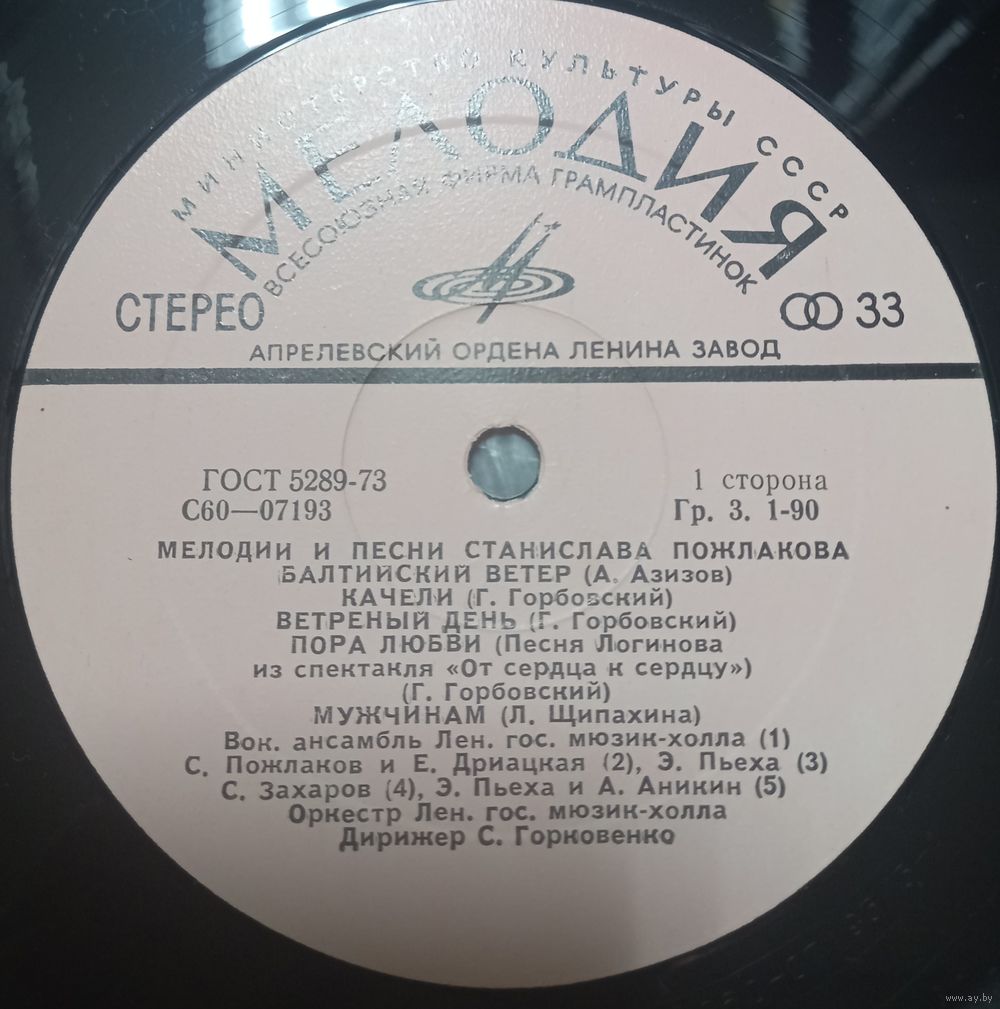 МИНИСТЕРСТВО КУЛЬТУРЫ СССР
МЕЛОДИЯ
ВСЕСОЮЗНАЯ ФИРМА ГРАМПЛАСТИНОК
СТЕРЕО
33
АПРЕЛЕВСКИЙ ОРДЕНА ЛЕНИНА ЗАВОД
ГОСТ 5289-73
1 сторона
С60—07193
Гр. 3. 1-90
МЕЛОДИИ И ПЕСНИ СТАНИСЛАВА ПОЖЛАКОВА
БАЛТИЙСКИЙ ВЕТЕР (А. Азизов)
КАЧЕЛИ (Г. Горбовский)
ВЕТРЕНЫЙ ДЕНЬ (Г. Горбовский)
ПОРА ЛЮБВИ (Песня Логинова
из спектакля «От сердца к сердцу»)
(Г. Горбовский)
МУЖЧИНАМ (Л. Щипахина)
Вок. ансамбль Лен. гос. мюзик-холла (1)
С. Пожлаков и Е. Дриацкая (2), Э. Пьеха (3)
С. Захаров (4), Э. Пьеха и А. Аникин (5)
Оркестр Лен. гос. мюзик-холла
Дирижер С. Горковенко
www.ay.by